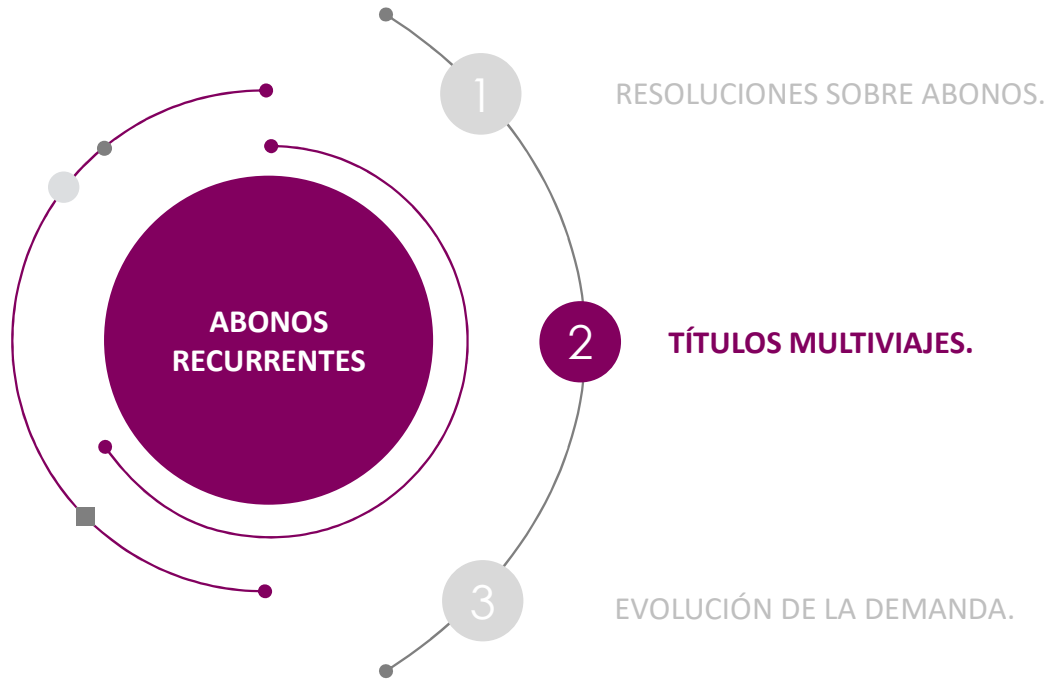 ABONOS
RECURRENTES
1
RESOLUCIONES SOBRE ABONOS.
2
TÍTULOS MULTIVIAJES.
3
EVOLUCIÓN DE LA DEMANDA.